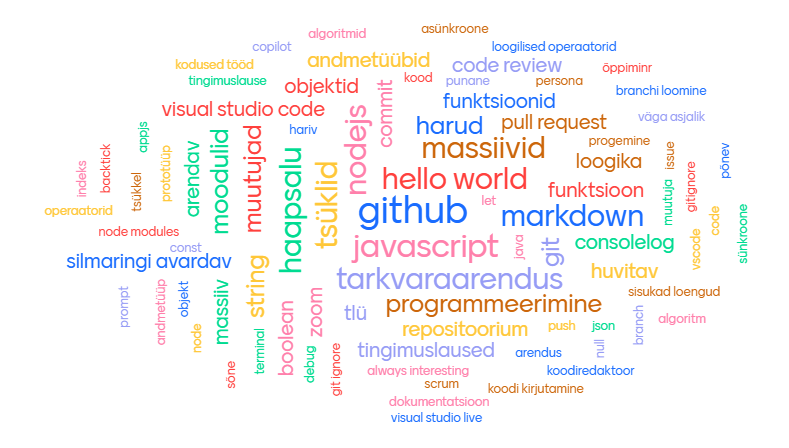 asünkroone
algoritmid
copilot
loogilised operaatorid
andmetüübid
kodused tööd
code review
õppiminr
tingimuslause
objektid
kood
punane
persona
branchi loomine
commit
funktsioonid
visual studio code
nodejs
hariv
harud
pull request
väga asjalik
appjs
moodulid
muutujad
massiivid
progemine
backtick
prototüüp
arendav
haapsalu
loogika
issue
põnev
indeks
tsükkel
tsüklid
hello world
funktsioon
muutuja
gitignore
operaatorid
let
github
markdown
code
sünkroone
node modules
const
javascript
java
git
consolelog
vscode
silmaringi avardav
string
tarkvaraarendus
huvitav
prompt
andmetüüp
objekt
massiiv
zoom
programmeerimine
sisukad loengud
tlü
node
boolean
repositoorium
push
json
branch
algoritm
terminal
debug
git ignore
tingimuslaused
arendus
null
sõne
always interesting
koodiredaktoor
scrum
koodi kirjutamine
dokumentatsioon
visual studio live